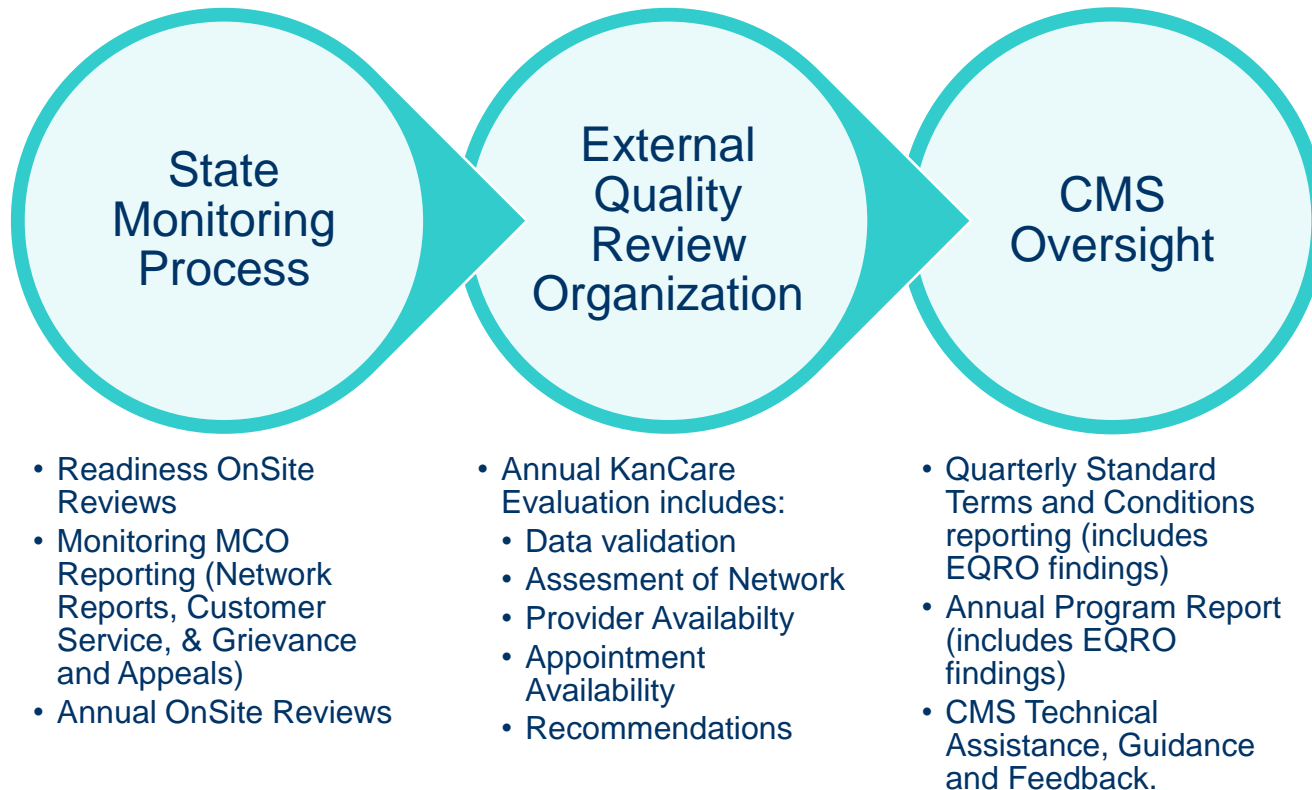 State
Monitoring
Process
External
Quality
Review
Organization
CMS
Oversight
• Readiness OnSite
Reviews
• Monitoring MCO
Reporting (Network
Reports, Customer
Service, & Grievance
and Appeals)
• Annual OnSite Reviews
• Annual KanCare
Evaluation includes:
• Data validation
• Assesment of Network
• Provider Availabilty
• Appointment
Availability
• Recommendations
• Quarterly Standard
Terms and Conditions
reporting (includes
EQRO findings)
• Annual Program Report
(includes EQRO
findings)
• CMS Technical
Assistance, Guidance
and Feedback.